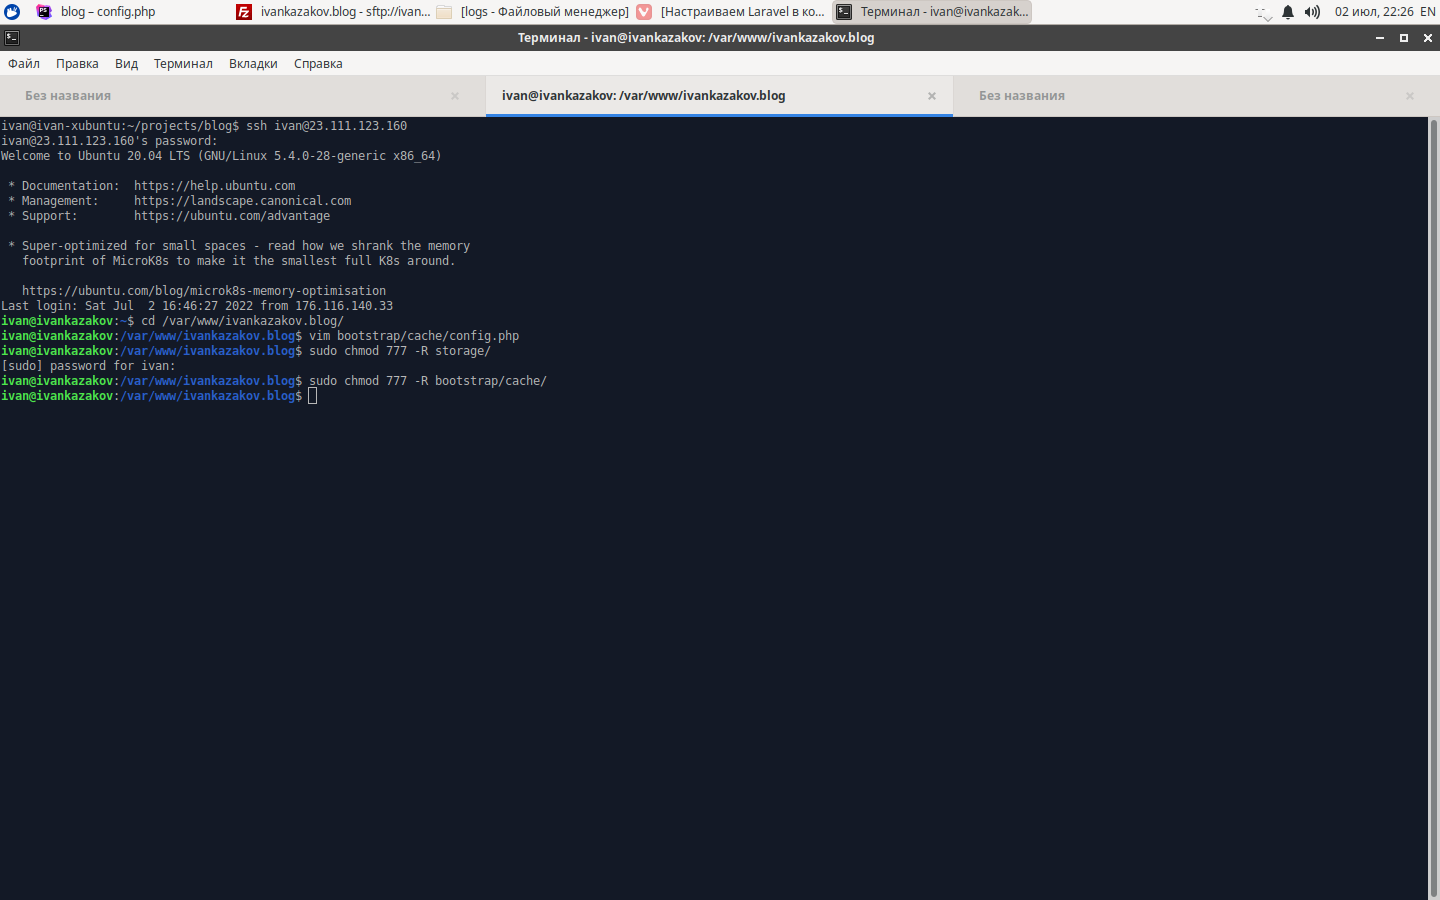 blog – config.php
ivankazakov.blog - sftp://ivan...
[logs - Файловый менеджер]
[Настраиваем Laravel в ко...
Терминал - ivan@ivankazak...
02 июл, 22:26 EN
Терминал - ivan@ivankazakov: /var/www/ivankazakov.blog
Файл Правка Вид Терминал Вкладки Справка
Без названия
ivan@ivankazakov: /var/www/ivankazakov.blog
Без названия
ivan@ivan-xubuntu:~/projects/blog$ ssh ivan@23.111.123.160
ivan@23.111.123.160's password:
Welcome to Ubuntu 20.04 LTS (GNU/Linux 5.4.0-28-generic x86_64)
* Documentation: https://help.ubuntu.com
* Management: https://landscape.canonical.com
* Support: https://ubuntu.com/advantage
* Super-optimized for small spaces - read how we shrank the memory
footprint of MicroK8s to make it the smallest full K8s around.
https://ubuntu.com/blog/microk8s-memory-optimisation
Last login: Sat Jul  2 16:46:27 2022 from 176.116.140.33
ivan@ivankazakov:~$ cd /var/www/ivankazakov.blog/
ivan@ivankazakov:/var/www/ivankazakov.blog$ vim bootstrap/cache/config.php
ivan@ivankazakov:/var/www/ivankazakov.blog$ sudo chmod 777 -R storage/
[sudo] password for ivan:
ivan@ivankazakov:/var/www/ivankazakov.blog$ sudo chmod 777 -R bootstrap/cache/
ivan@ivankazakov:/var/www/ivankazakov.blog$